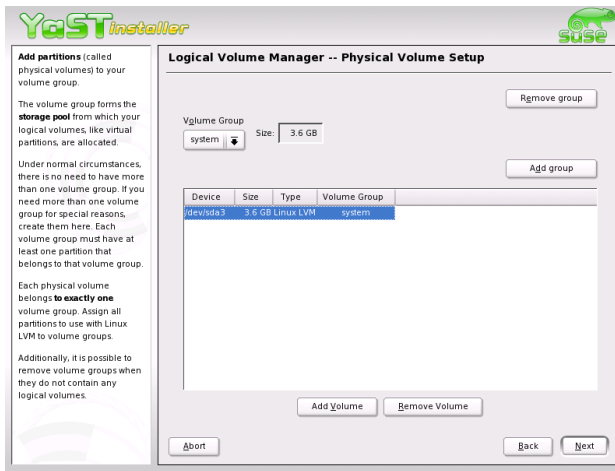 YaST installer
SUSE
Add partitions (called
physical volumes) to your
volume group.
The volume group forms the
storage pool from which your
logical volumes, like virtual
partitions, are allocated.
Under normal circumstances,
there is no need to have more
than one volume group. If you
need more than one volume
group for special reasons,
create them here. Each
volume group must have at
least one partition that
belongs to that volume group.
Each physical volume
belongs to exactly one
volume group. Assign all
partitions to use with Linux
LVM to volume groups.
Additionally, it is possible to
remove volume groups when
they do not contain any
logical volumes.
Logical Volume Manager -- Physical Volume Setup
Remove group
Volume Group
system
Size: 3.6 GB
Add group
Device Size Type Volume Group
/dev/sda3 3.6 GB Linux LVM system
Add Volume Remove Volume
Abort Back Next